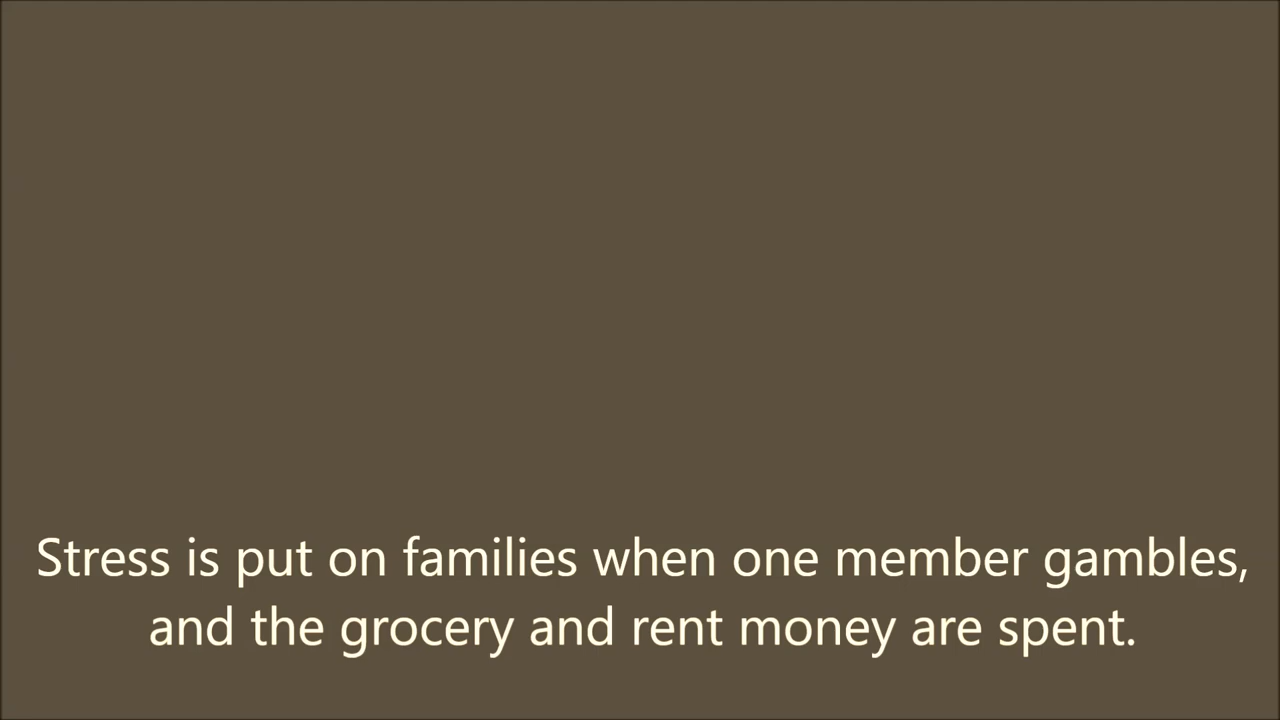 Stress is put on families when one member gambles,
and the grocery and rent money are spent.